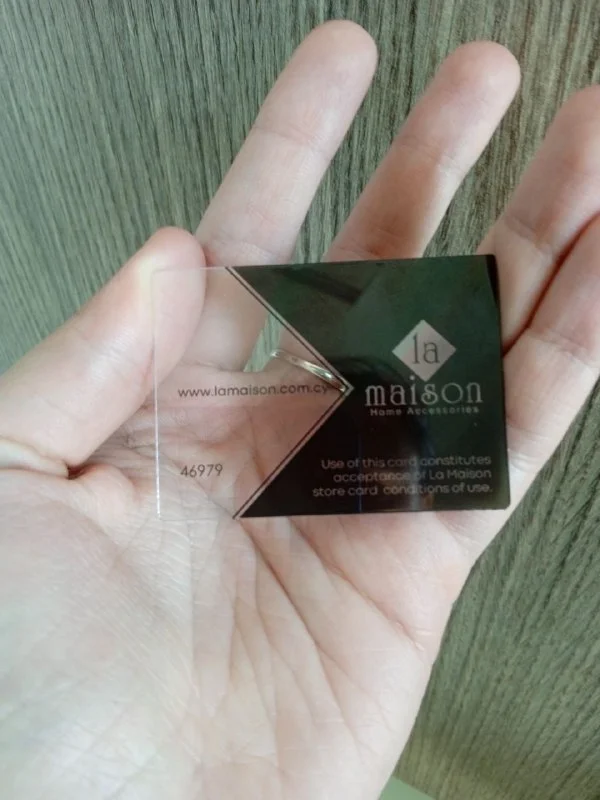 la
maison
Home Accessories
www.lamaison.com.cy
46979
Use of this card constitutes
acceptance of La Maison
store card conditions of use.